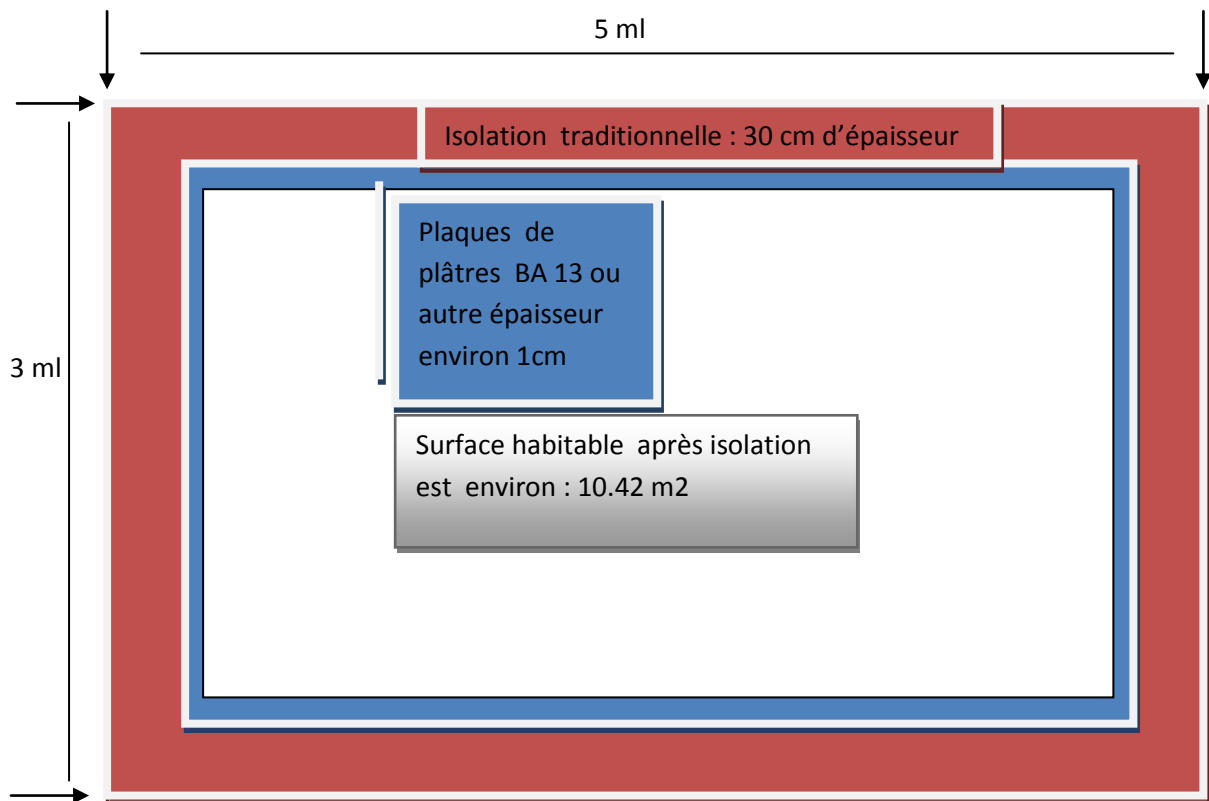 5 ml
Isolation traditionnelle : 30 cm d’épaisseur
Plaques de
plâtres BA 13 ou
autre épaisseur
environ 1cm
3 ml
Surface habitable après isolation
est environ : 10.42 m2